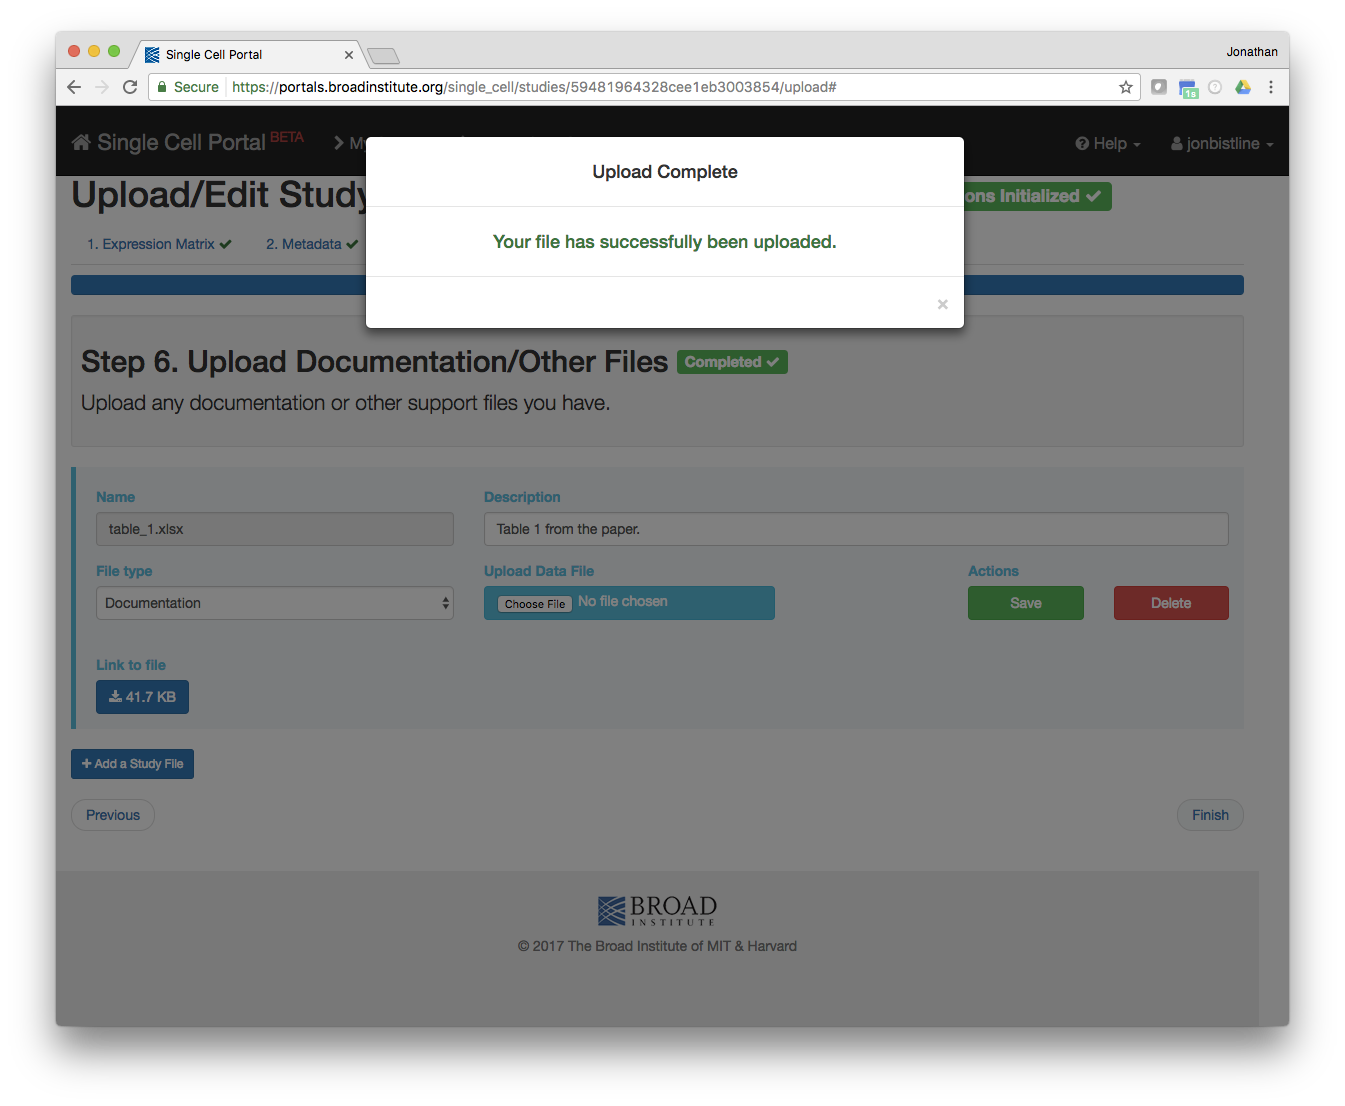 Single Cell Portal
Jonathan
Secure https://portals.broadinstitute.org/single_cell/studies/59481964328cee1eb3003854/upload#
1s
Single Cell Portal BETA
Help
jonbistline
Upload Complete
Upload/Edit Study
Initialized
1. Expression Matrix
2. Metadata
Your file has successfully been uploaded.
×
Step 6. Upload Documentation/Other Files Completed
Upload any documentation or other support files you have.
Name
Description
table_1.xlsx
Table 1 from the paper.
File type
Upload Data File
Actions
Documentation
Choose File No file chosen
Save
Delete
Link to file
41.7 KB
+ Add a Study File
Previous
Finish
BROAD
INSTITUTE
© 2017 The Broad Institute of MIT & Harvard